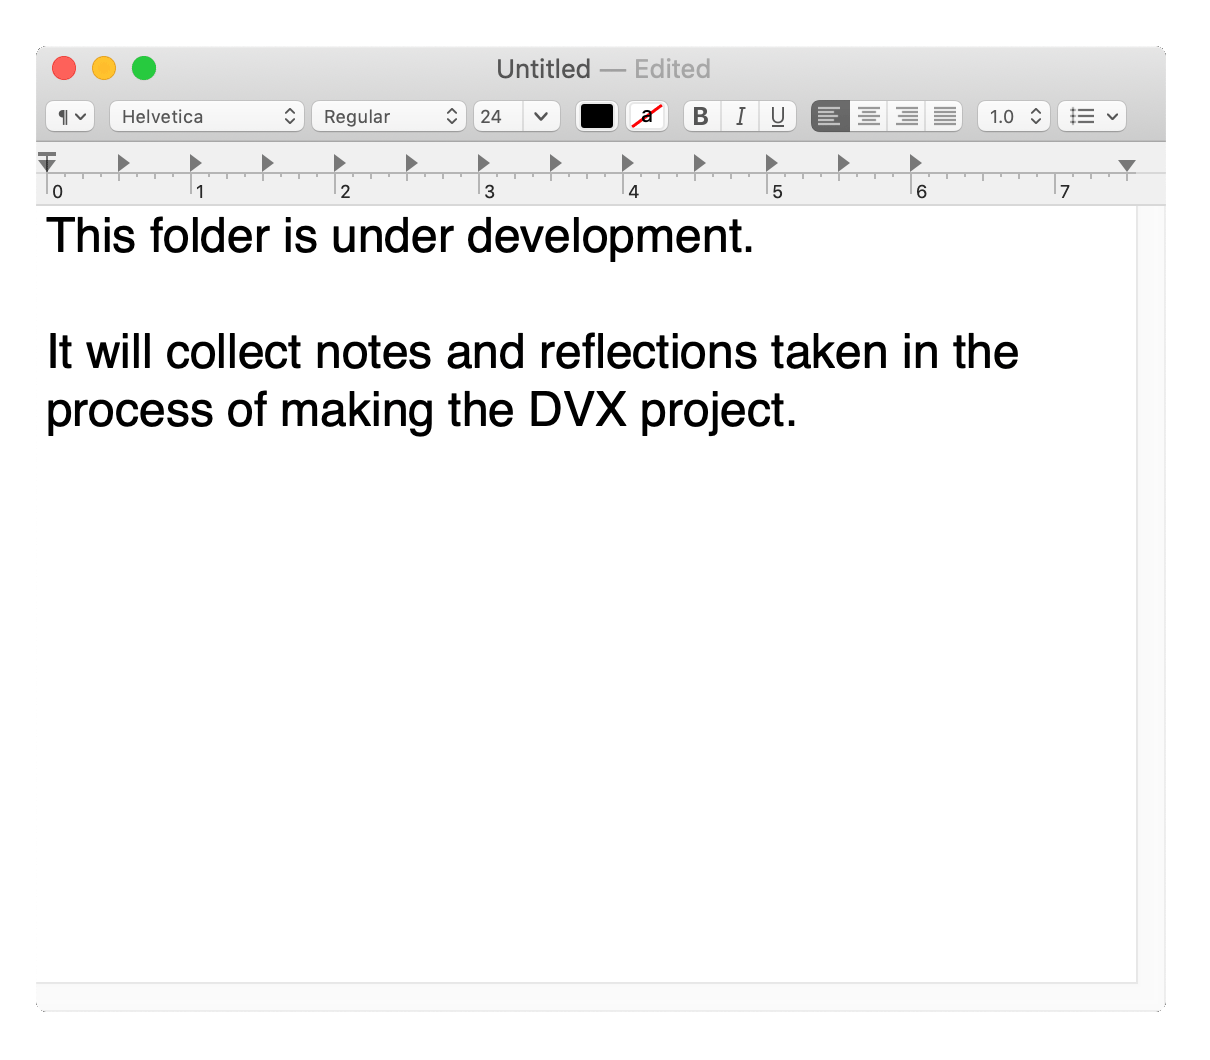 Untitled — Edited
¶ Helvetica Regular 24 a B I U 1.0
0 1 2 3 4 5 6 7
This folder is under development.
It will collect notes and reflections taken in the
process of making the DVX project.